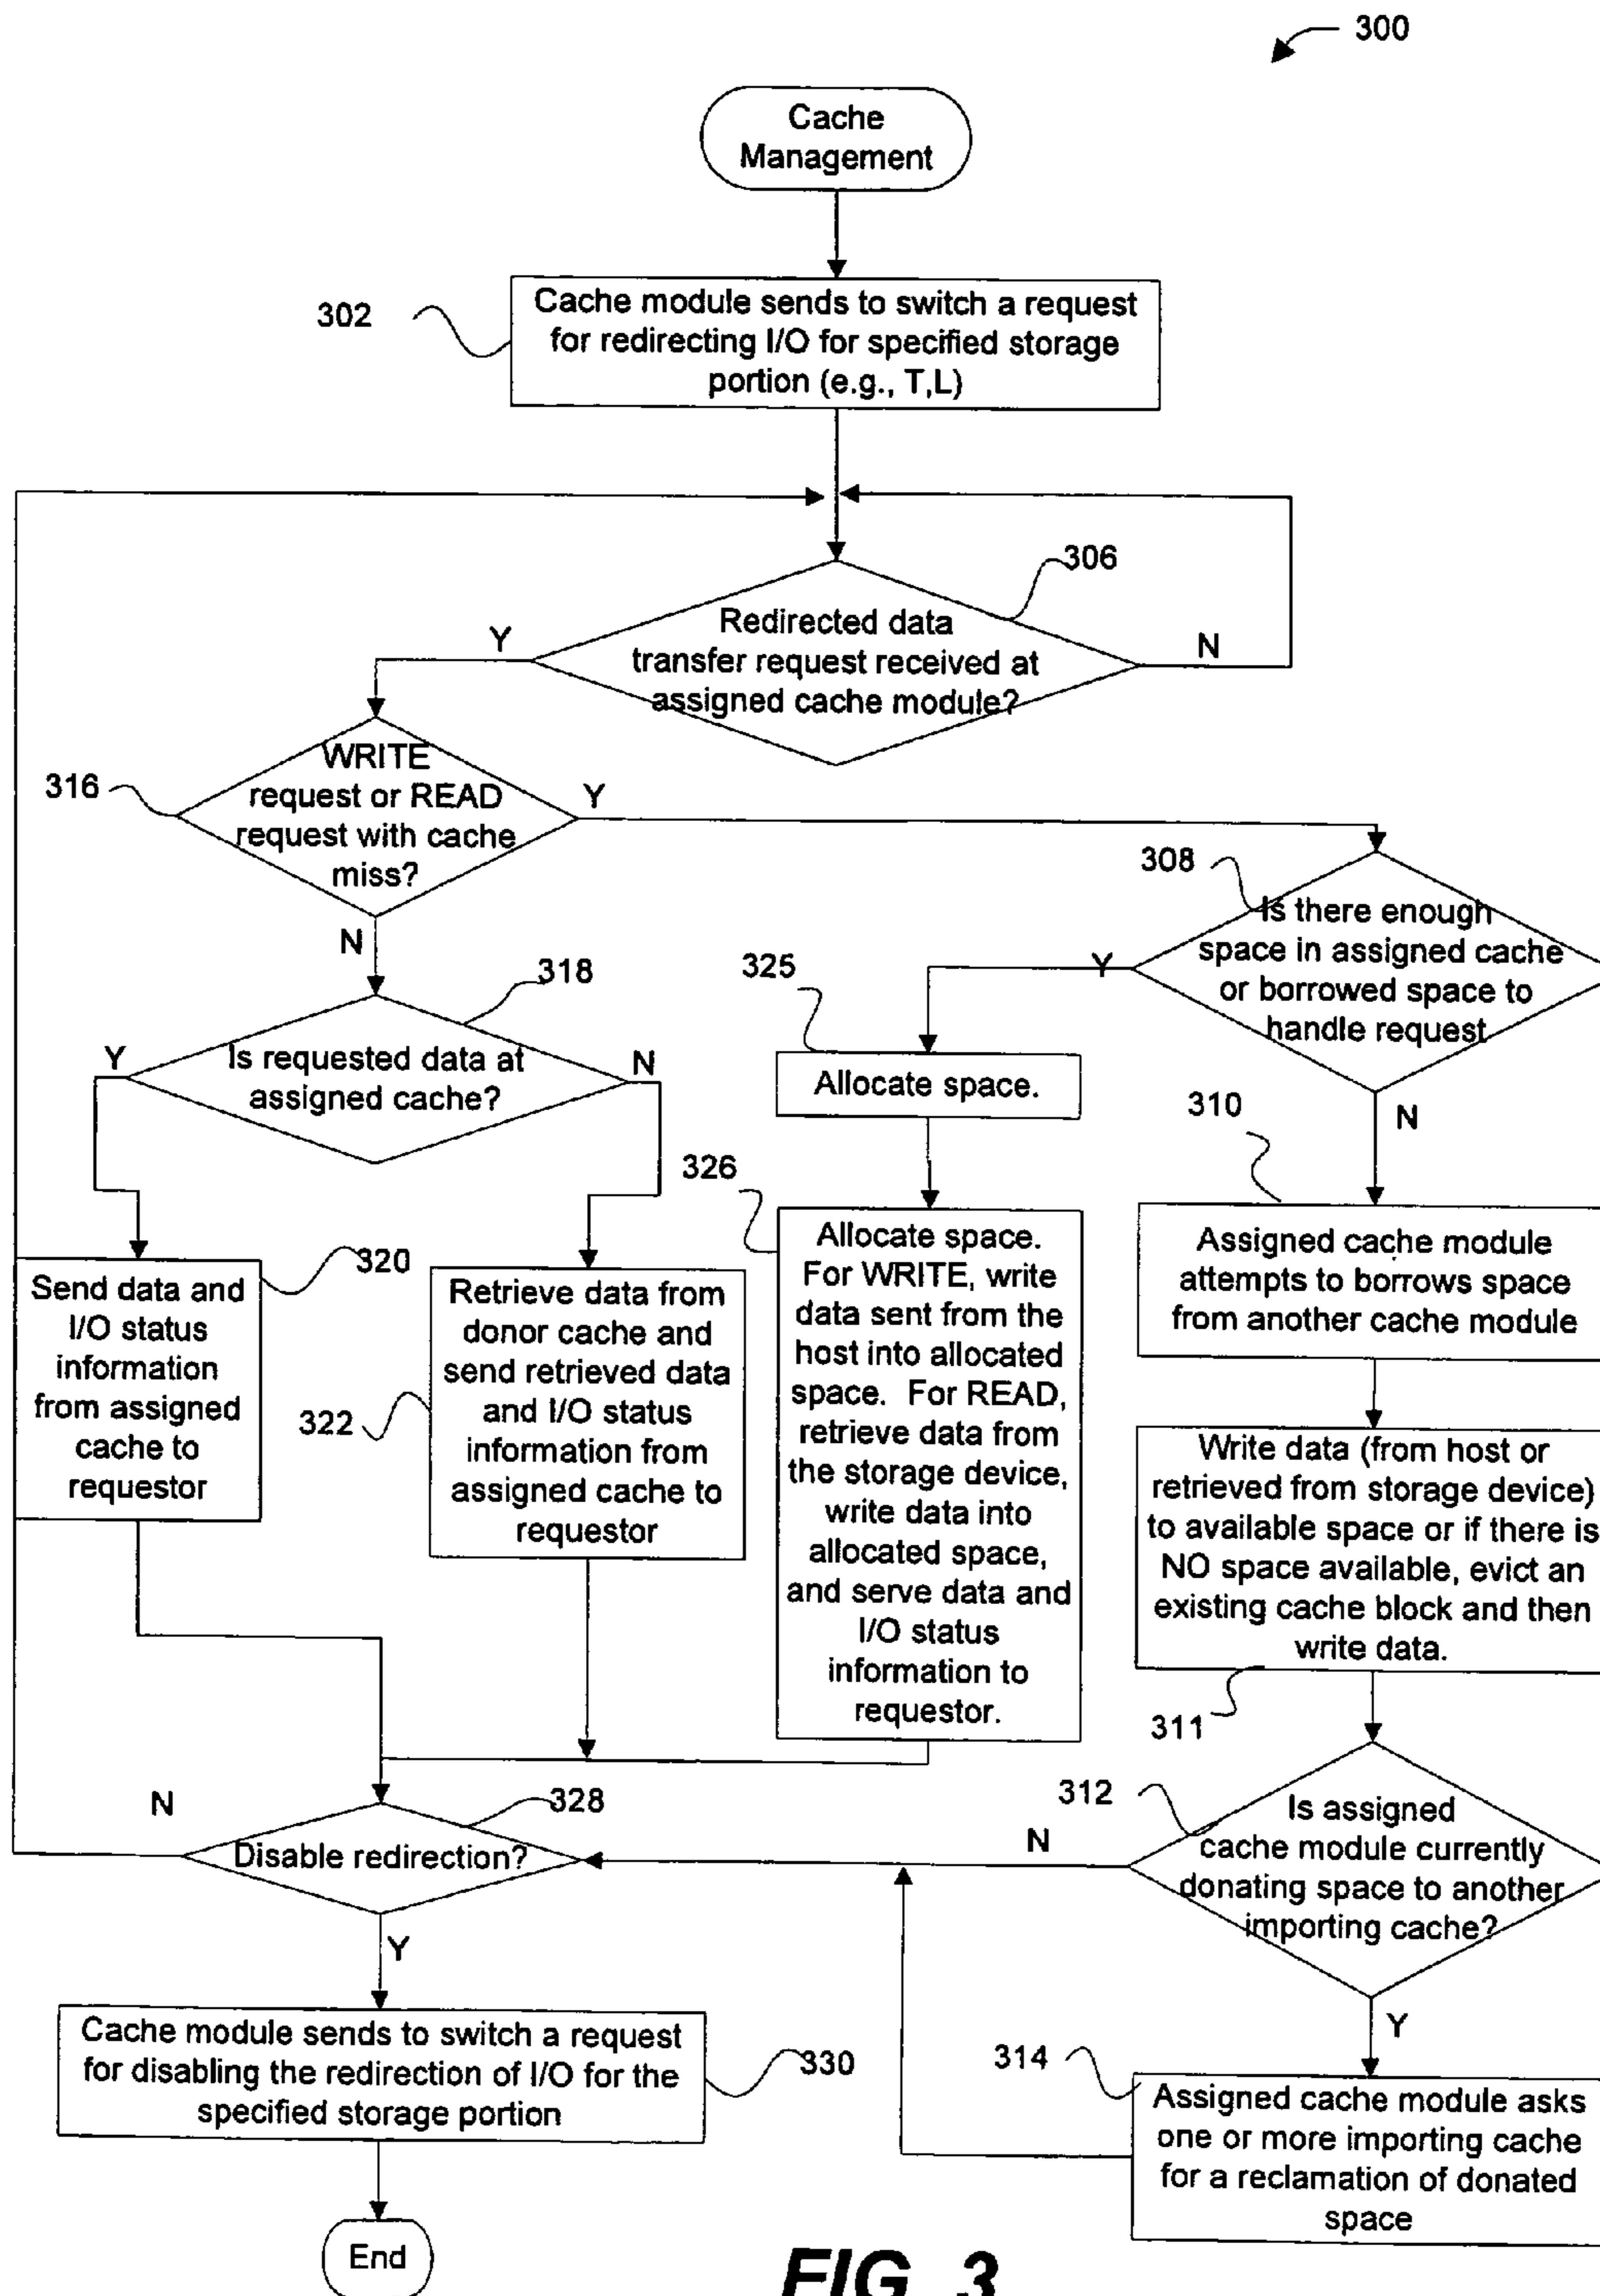 300
Cache
Management
302
Cache module sends to switch a request
for redirecting I/O for specified storage
portion (e.g., T,L)
306
Redirected data
transfer request received at
assigned cache module?
Y
N
316
WRITE
request or READ
request with cache
miss?
Y
N
308
Is there enough
space in assigned cache
or borrowed space to
handle request
Y
N
318
Is requested data at
assigned cache?
Y
N
325
Allocate space.
310
Assigned cache module
attempts to borrows space
from another cache module
326
Allocate space.
For WRITE, write
data sent from the
host into allocated
space. For READ,
retrieve data from
the storage device,
write data into
allocated space,
and serve data and
I/O status
information to
requestor.
320
Send data and
I/O status
information
from assigned
cache to
requestor
322
Retrieve data from
donor cache and
send retrieved data
and I/O status
information from
assigned cache to
requestor
Write data (from host or
retrieved from storage device)
to available space or if there is
NO space available, evict an
existing cache block and then
write data.
311
312
Is assigned
cache module currently
donating space to another
importing cache?
N
Y
328
Disable redirection?
N
Y
314
Assigned cache module asks
one or more importing cache
for a reclamation of donated
space
330
Cache module sends to switch a request
for disabling the redirection of I/O for the
specified storage portion
End
FIG. 3